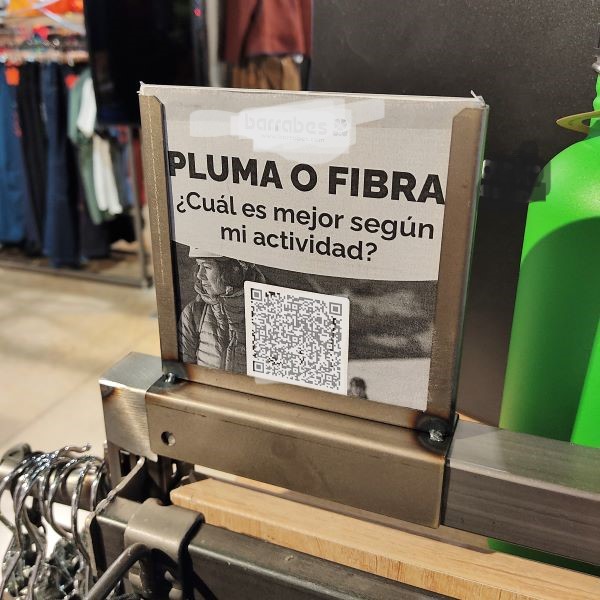 barrabes
PLUMA O FIBRA
¿Cuál es mejor según
mi actividad?